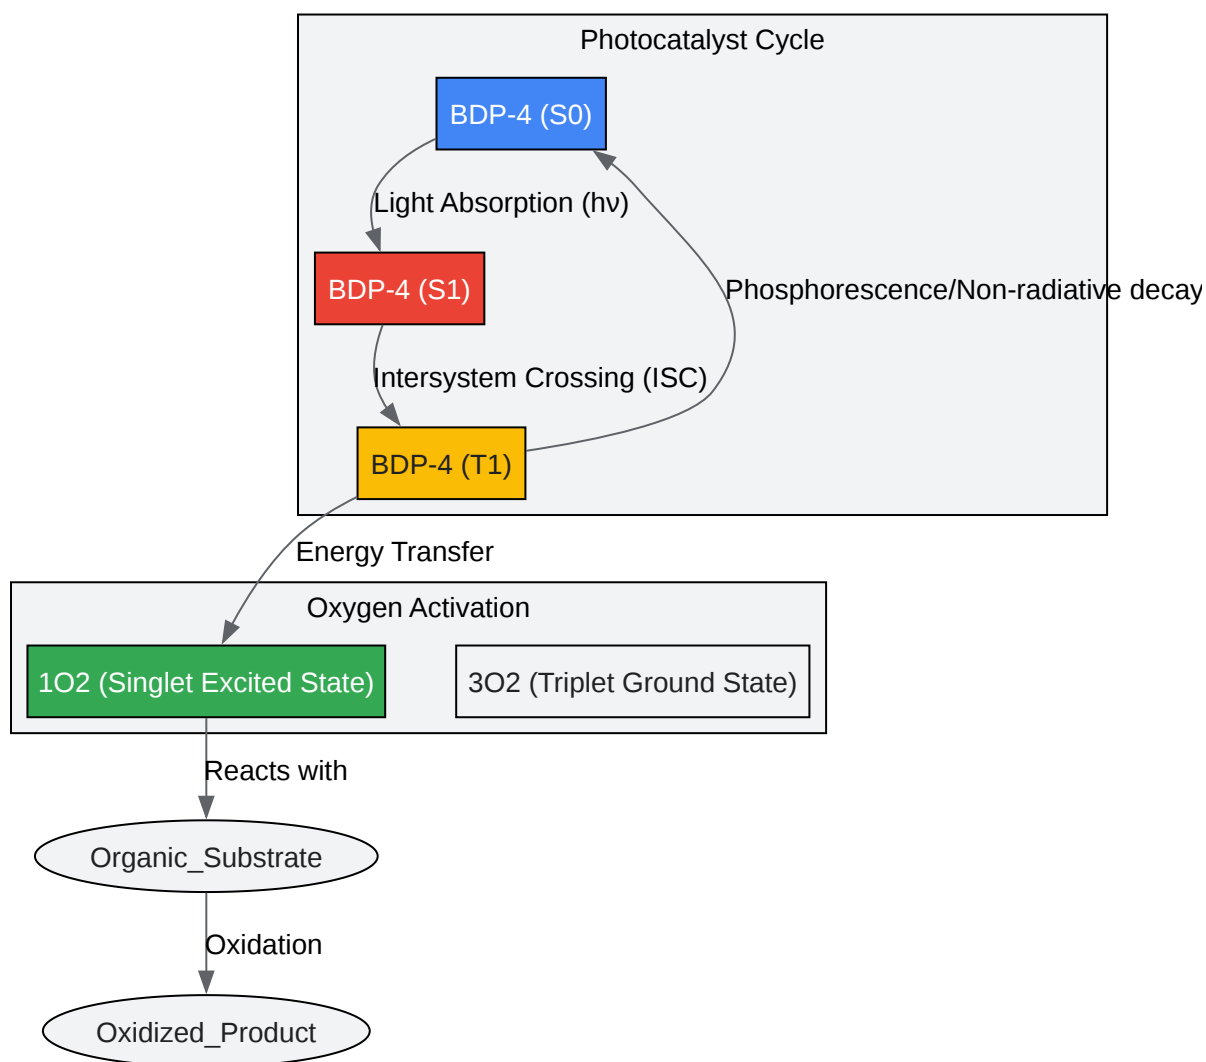 Photocatalyst Cycle
BDP-4 (S0)
Light Absorption (hν)
BDP-4 (S1)
Phosphorescence/Non-radiative decay
Intersystem Crossing (ISC)
BDP-4 (T1)
Energy Transfer
Oxygen Activation
1O2 (Singlet Excited State)
3O2 (Triplet Ground State)
Reacts with
Organic_Substrate
Oxidation
Oxidized_Product